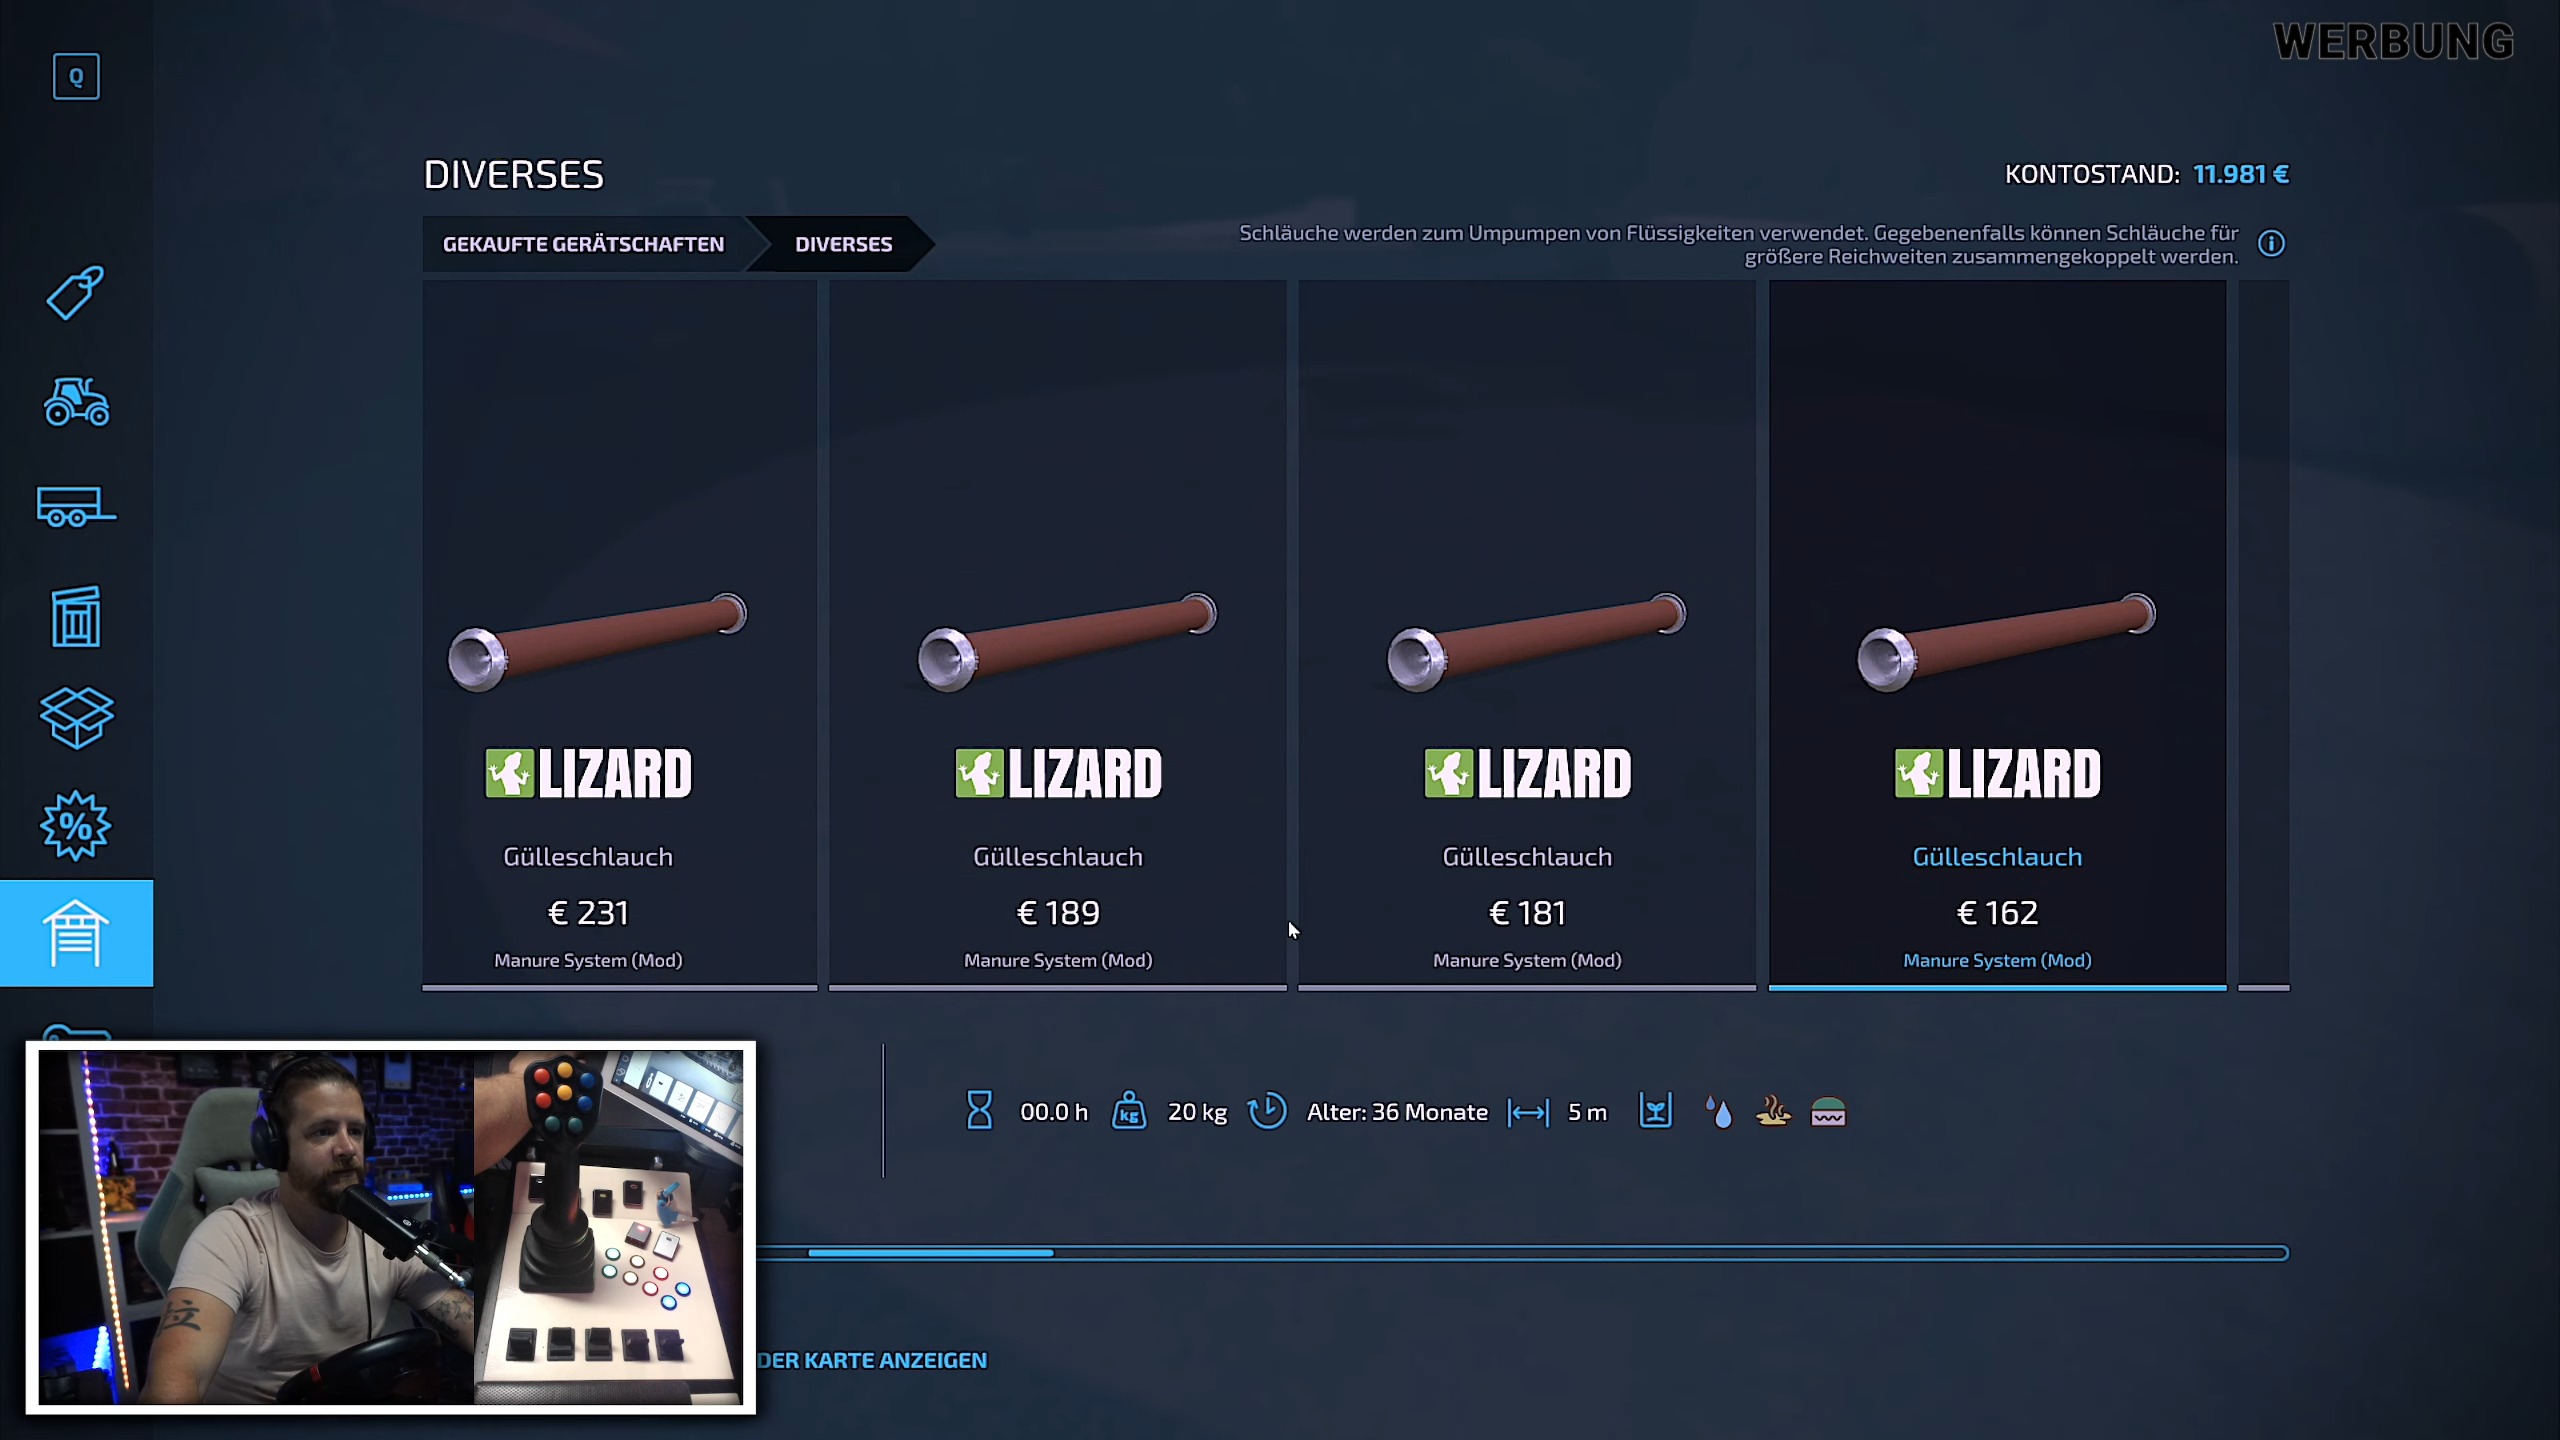 WERBUNG
Q
DIVERSES
KONTOSTAND: 11.981 €
GEKAUFTE GERÄTSCHAFTEN
DIVERSES
Schläuche werden zum Umpumpen von Flüssigkeiten verwendet. Gegebenenfalls können Schläuche für
größere Reichweiten zusammengekoppelt werden.
LIZARD
Gülleschlauch
€ 231
Manure System (Mod)
LIZARD
Gülleschlauch
€ 189
Manure System (Mod)
LIZARD
Gülleschlauch
€ 181
Manure System (Mod)
LIZARD
Gülleschlauch
€ 162
Manure System (Mod)
00.0 h
kg
20 kg
Alter: 36 Monate
5 m
%
DER KARTE ANZEIGEN